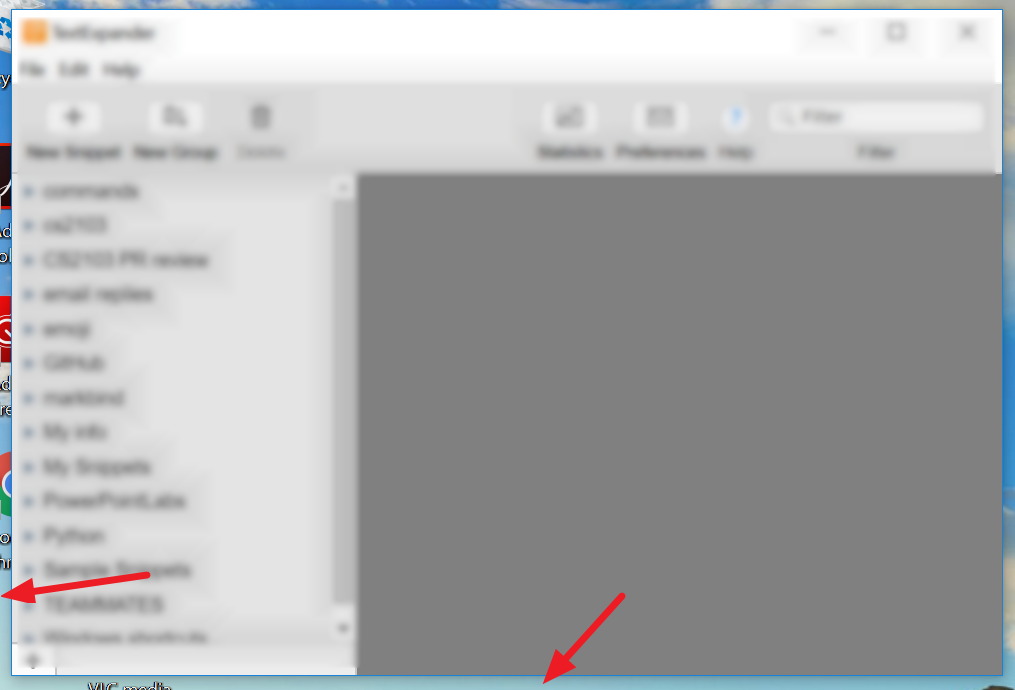 TextExpander
File Edit Help
New Snippet New Group Delete Statistics Preferences Help Filter
Filter
commands
cs2103
CS2103 PR review
email replies
emoji
GitHub
markbind
My info
My Snippets
PowerPointLabs
Python
Sample Snippets
TEAMMATES
Windows shortcuts
VLC media